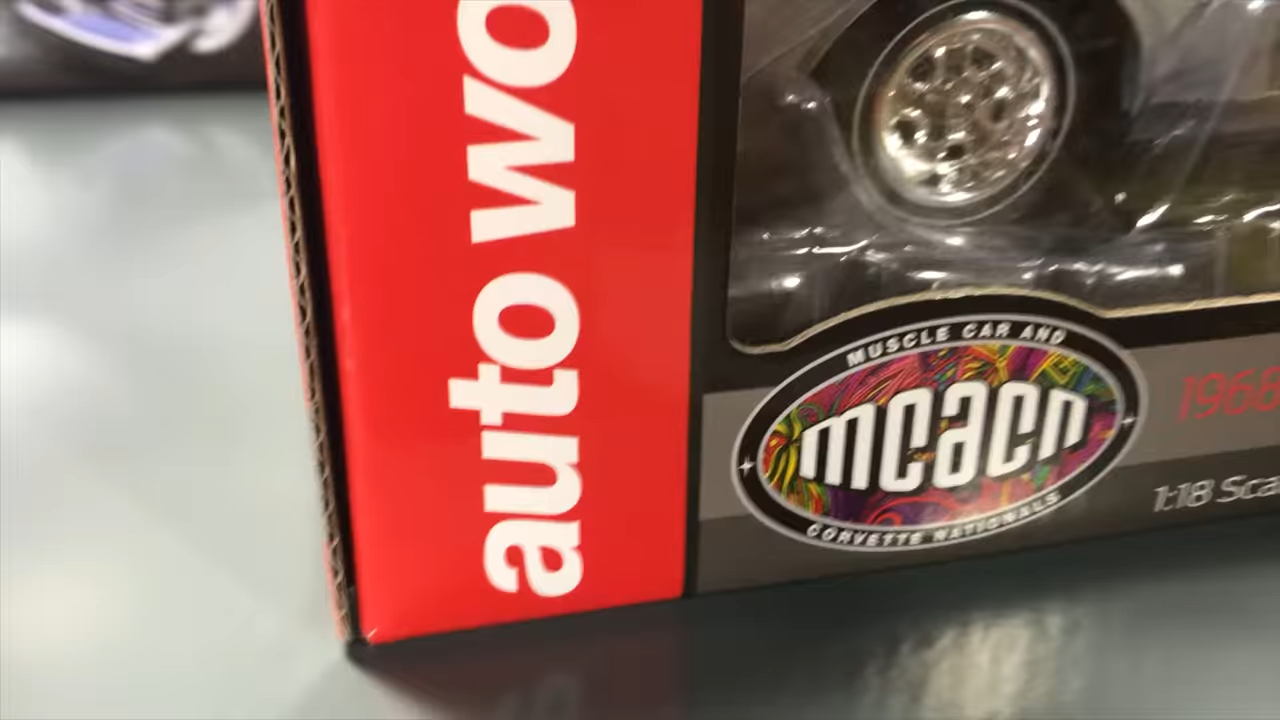 auto wo
MUSCLE CAR AND
mcacn
CORVETTE NATIONALS
1968
1:18 Sca